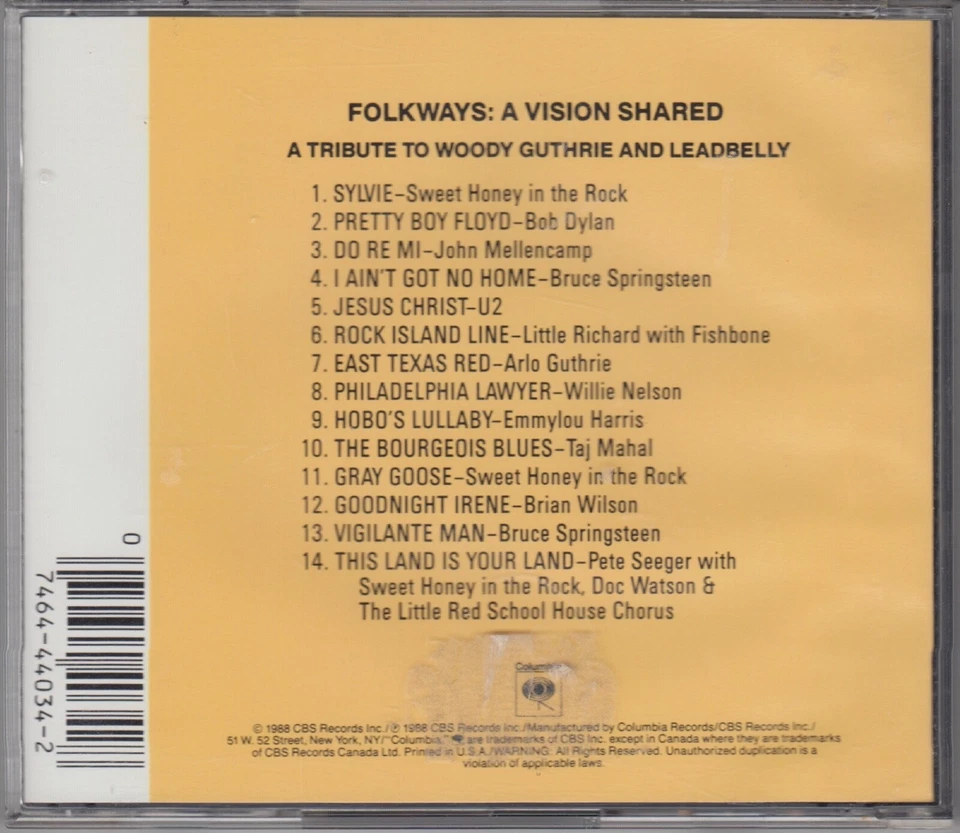 FOLKWAYS: A VISION SHARED
A TRIBUTE TO WOODY GUTHRIE AND LEADBELLY
1. SYLVIE–Sweet Honey in the Rock
2. PRETTY BOY FLOYD–Bob Dylan
3. DO RE MI–John Mellencamp
4. I AIN'T GOT NO HOME–Bruce Springsteen
5. JESUS CHRIST–U2
6. ROCK ISLAND LINE–Little Richard with Fishbone
7. EAST TEXAS RED–Arlo Guthrie
8. PHILADELPHIA LAWYER–Willie Nelson
9. HOBO'S LULLABY–Emmylou Harris
10. THE BOURGEOIS BLUES–Taj Mahal
11. GRAY GOOSE–Sweet Honey in the Rock
12. GOODNIGHT IRENE–Brian Wilson
13. VIGILANTE MAN–Bruce Springsteen
14. THIS LAND IS YOUR LAND–Pete Seeger with
Sweet Honey in the Rock, Doc Watson &
The Little Red School House Chorus
Columbia
© 1988 CBS Records Inc./℗ 1988 CBS Records Inc./Manufactured by Columbia Records/CBS Records Inc./
51 W. 52 Street, New York, NY/"Columbia," are trademarks of CBS Inc. except in Canada where they are trademarks
of CBS Records Canada Ltd. Printed in U.S.A./WARNING: All Rights Reserved. Unauthorized duplication is a
violation of applicable laws.
0
7464-44034-2